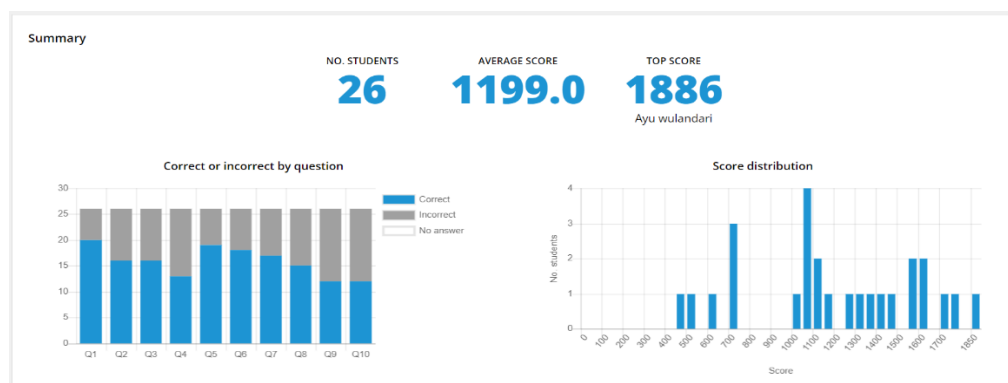 Summary
NO. STUDENTS
26
AVERAGE SCORE
1199.0
TOP SCORE
1886
Ayu wulandari
Correct or incorrect by question
30
25
20
15
10
5
0
Q1 Q2 Q3 Q4 Q5 Q6 Q7 Q8 Q9 Q10
Correct
Incorrect
No answer
Score distribution
No. students
4
3
2
1
0
0 100 200 300 400 500 600 700 800 900 1000 1100 1200 1300 1400 1500 1600 1700 1850
Score